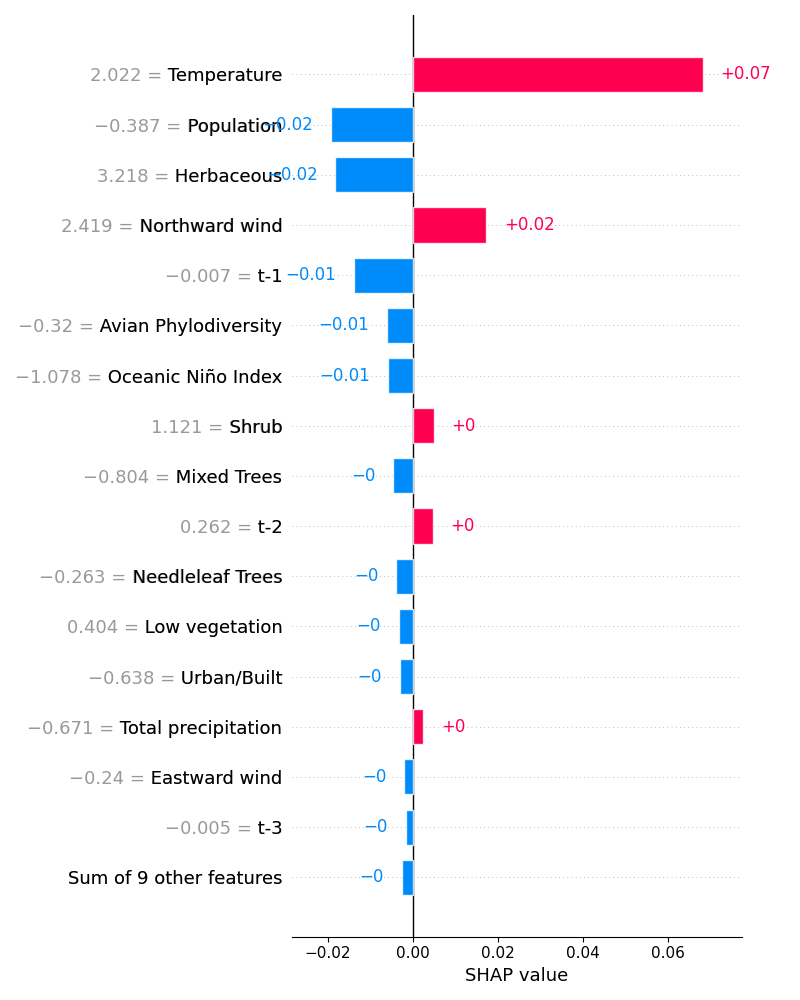 2.022 = Temperature +0.07
−0.387 = Population −0.02
3.218 = Herbaceous −0.02
2.419 = Northward wind +0.02
−0.007 = t-1 −0.01
−0.32 = Avian Phylodiversity −0.01
−1.078 = Oceanic Niño Index −0.01
1.121 = Shrub +0
−0.804 = Mixed Trees −0
0.262 = t-2 +0
−0.263 = Needleleaf Trees −0
0.404 = Low vegetation −0
−0.638 = Urban/Built −0
−0.671 = Total precipitation +0
−0.24 = Eastward wind −0
−0.005 = t-3 −0
Sum of 9 other features −0
−0.02 0.00 0.02 0.04 0.06
SHAP value